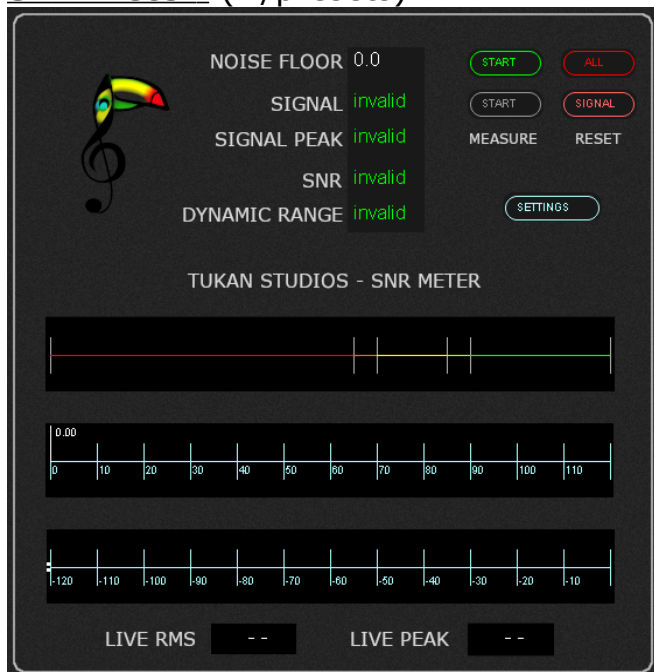 NOISE FLOOR 0.0 START ALL
SIGNAL invalid START SIGNAL
SIGNAL PEAK invalid MEASURE RESET
SNR invalid
DYNAMIC RANGE invalid SETTINGS
TUKAN STUDIOS - SNR METER
0.00
0 10 20 30 40 50 60 70 80 90 100 110
-120 -110 -100 -90 -80 -70 -60 -50 -40 -30 -20 -10
LIVE RMS -- LIVE PEAK --